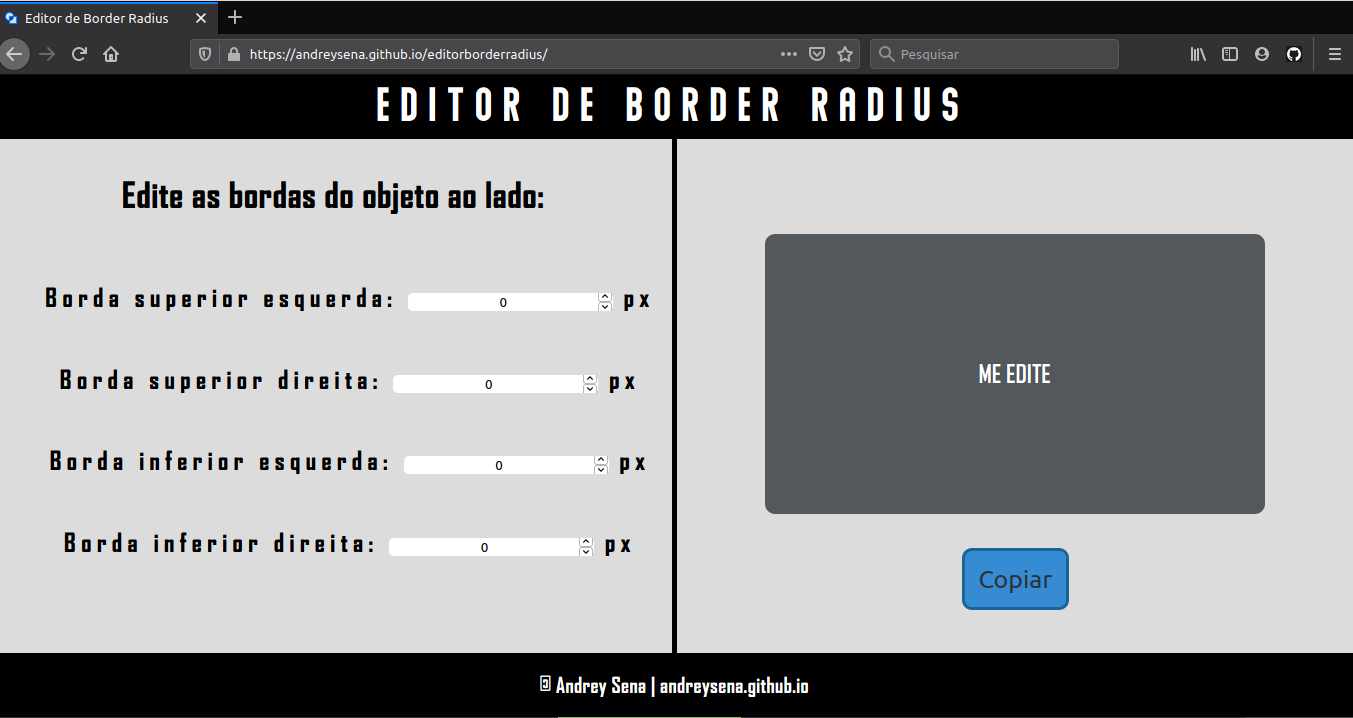 Editor de Border Radius
https://andreysena.github.io/editorborderradius/
Pesquisar
EDITOR DE BORDER RADIUS
Edite as bordas do objeto ao lado:
Borda superior esquerda: 0 px
Borda superior direita: 0 px
Borda inferior esquerda: 0 px
Borda inferior direita: 0 px
ME EDITE
Copiar
Andrey Sena | andreysena.github.io